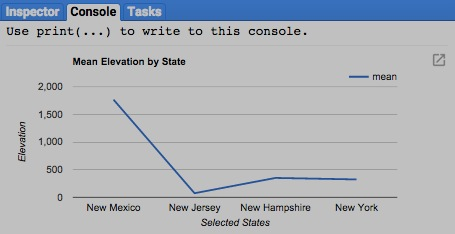 Inspector Console Tasks
Use print(...) to write to this console.
Mean Elevation by State
mean
2,000
1,500
1,000
500
0
Elevation
New Mexico New Jersey New Hampshire New York
Selected States